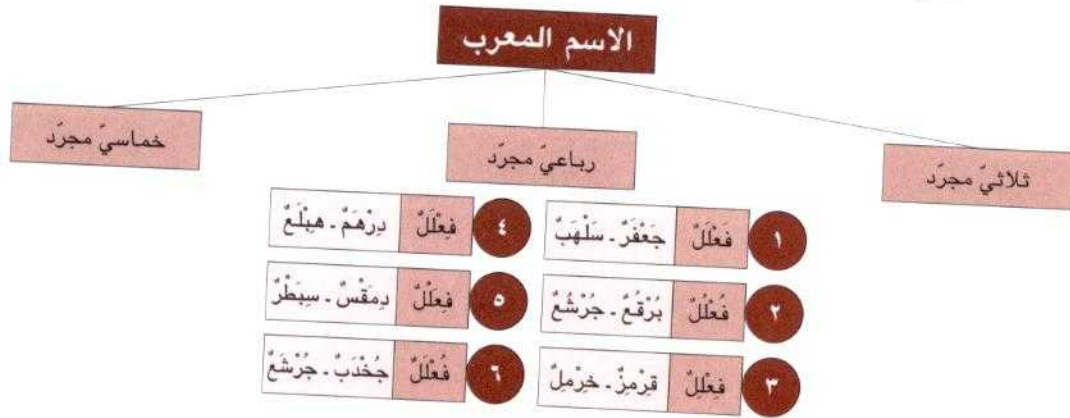 الاسم المعرب
ثلاثيّ مجرّد
رباعيّ مجرّد
خماسيّ مجرّد
١ فَعْلَلٌ جَعْفَرٌ ـ سَلْهَبٌ
٢ فُعْلُلٌ بُرْقُعٌ ـ جُرْشُعٌ
٣ فِعْلِلٌ قِرْمِزٌ ـ خِرْمِلٌ
٤ فِعْلَلٌ دِرْهَمٌ ـ هِبْلَعٌ
٥ فِعَلْلٌ دِمَقْسٌ ـ سِبَطْرٌ
٦ فُعْلَلٌ جُخْدَبٌ ـ جُرْشَعٌ